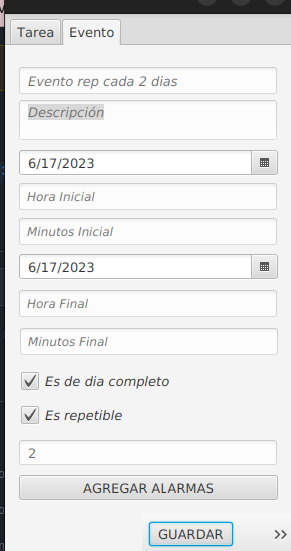 Tarea Evento
Evento rep cada 2 dias
Descripción
6/17/2023
Hora Inicial
Minutos Inicial
6/17/2023
Hora Final
Minutos Final
Es de dia completo
Es repetible
2
AGREGAR ALARMAS
GUARDAR >>